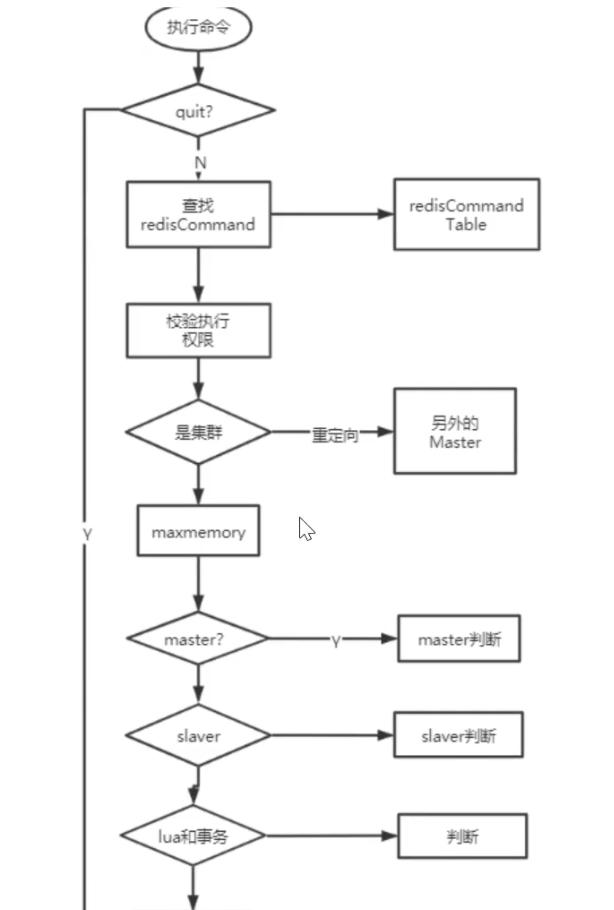 执行命令
quit?
N
查找
redisCommand
redisCommand
Table
校验执行
权限
是集群
重定向
另外的
Master
Y
maxmemory
master?
Y
master判断
slaver
slaver判断
lua和事务
判断